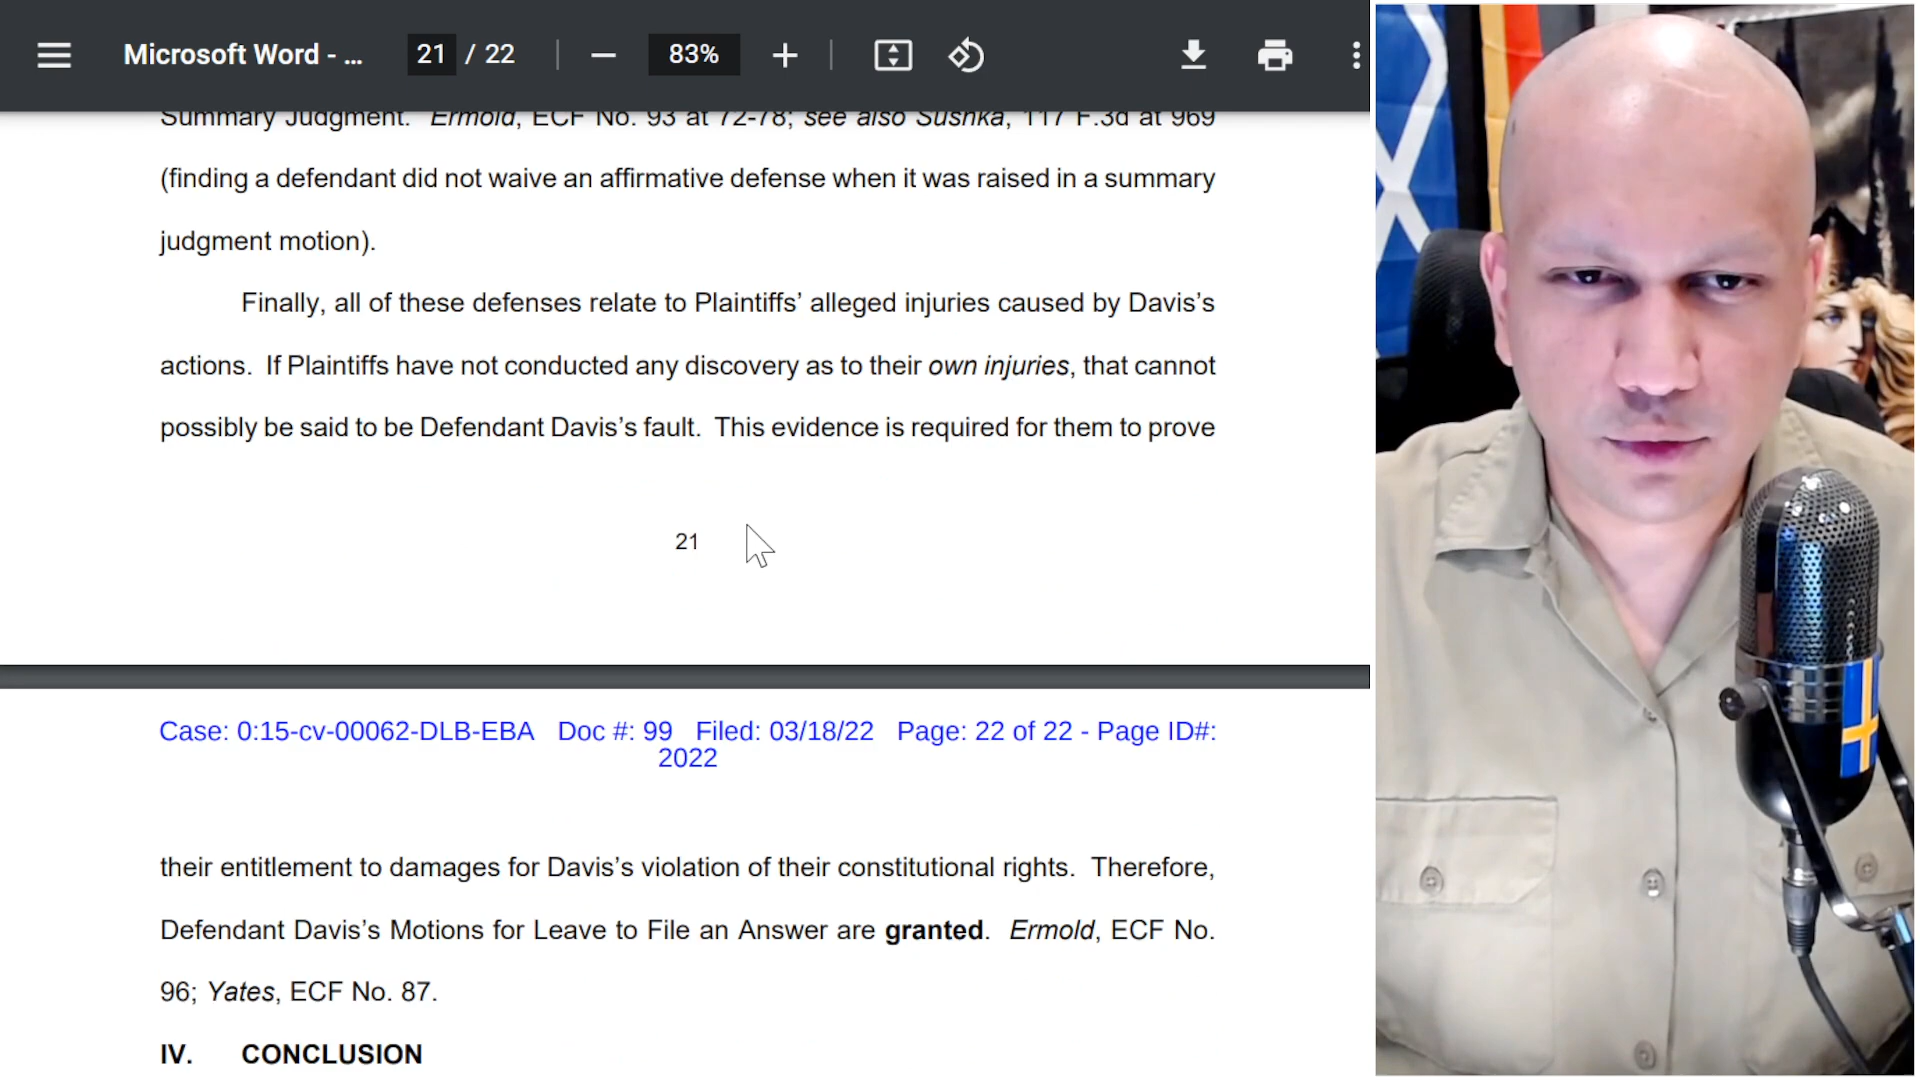 Microsoft Word - ... 21 / 22 83%
Summary Judgment. Ermold, ECF No. 93 at 72-78; see also Sushka, 117 F.3d at 969
(finding a defendant did not waive an affirmative defense when it was raised in a summary
judgment motion).
Finally, all of these defenses relate to Plaintiffs’ alleged injuries caused by Davis’s
actions. If Plaintiffs have not conducted any discovery as to their own injuries, that cannot
possibly be said to be Defendant Davis’s fault. This evidence is required for them to prove
21
Case: 0:15-cv-00062-DLB-EBA Doc #: 99 Filed: 03/18/22 Page: 22 of 22 - Page ID#:
2022
their entitlement to damages for Davis’s violation of their constitutional rights. Therefore,
Defendant Davis’s Motions for Leave to File an Answer are granted. Ermold, ECF No.
96; Yates, ECF No. 87.
IV. CONCLUSION